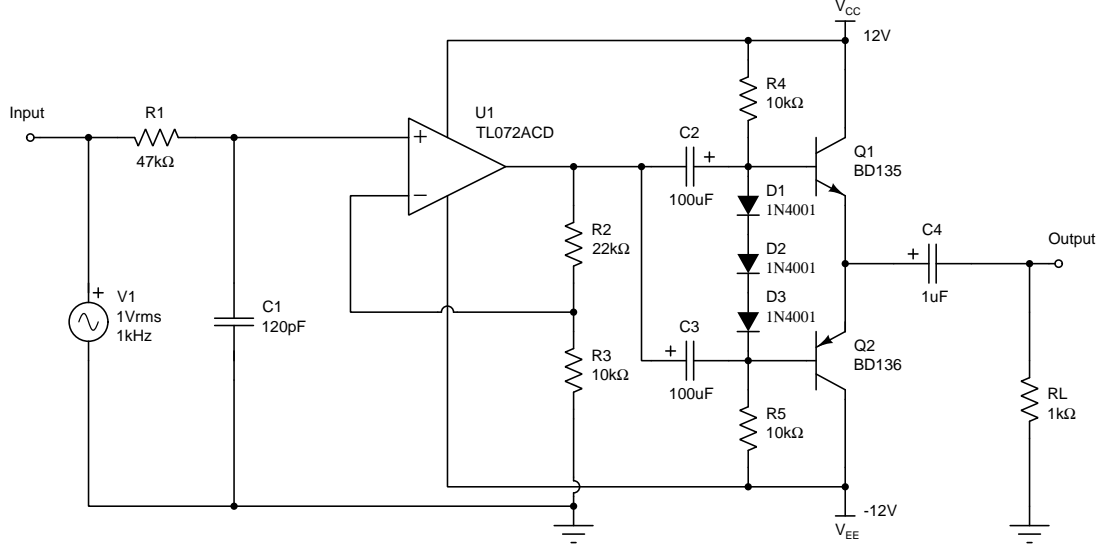 V_CC
12V
R4
10kΩ
Input
R1
47kΩ
U1
TL072ACD
+
−
C2
+
100uF
Q1
BD135
D1
1N4001
R2
22kΩ
D2
1N4001
C4
+
1uF
Output
V1
+
1Vrms
1kHz
C1
120pF
D3
1N4001
C3
+
100uF
R3
10kΩ
Q2
BD136
R5
10kΩ
RL
1kΩ
-12V
V_EE